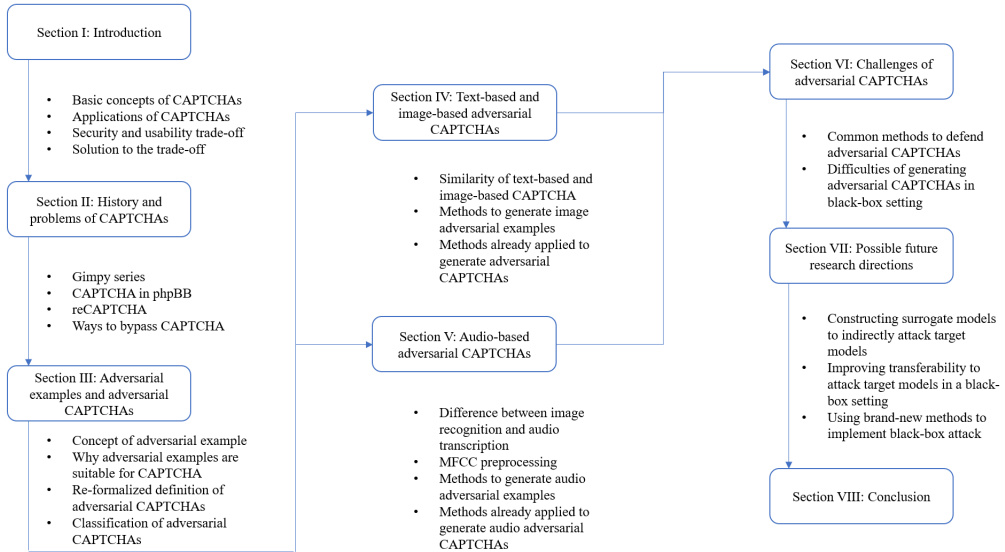 Section I: Introduction
• Basic concepts of CAPTCHAs
• Applications of CAPTCHAs
• Security and usability trade-off
• Solution to the trade-off
Section II: History and
problems of CAPTCHAs
• Gimpy series
• CAPTCHA in phpBB
• reCAPTCHA
• Ways to bypass CAPTCHA
Section III: Adversarial
examples and adversarial
CAPTCHAs
• Concept of adversarial example
• Why adversarial examples are
suitable for CAPTCHA
• Re-formalized definition of
adversarial CAPTCHAs
• Classification of adversarial
CAPTCHAs
Section IV: Text-based and
image-based adversarial
CAPTCHAs
• Similarity of text-based and
image-based CAPTCHA
• Methods to generate image
adversarial examples
• Methods already applied to
generate adversarial
CAPTCHAs
Section V: Audio-based
adversarial CAPTCHAs
• Difference between image
recognition and audio
transcription
• MFCC preprocessing
• Methods to generate audio
adversarial examples
• Methods already applied to
generate audio adversarial
CAPTCHAs
Section VI: Challenges of
adversarial CAPTCHAs
• Common methods to defend
adversarial CAPTCHAs
• Difficulties of generating
adversarial CAPTCHAs in
black-box setting
Section VII: Possible future
research directions
• Constructing surrogate models
to indirectly attack target
models
• Improving transferability to
attack target models in a black-
box setting
• Using brand-new methods to
implement black-box attack
Section VIII: Conclusion